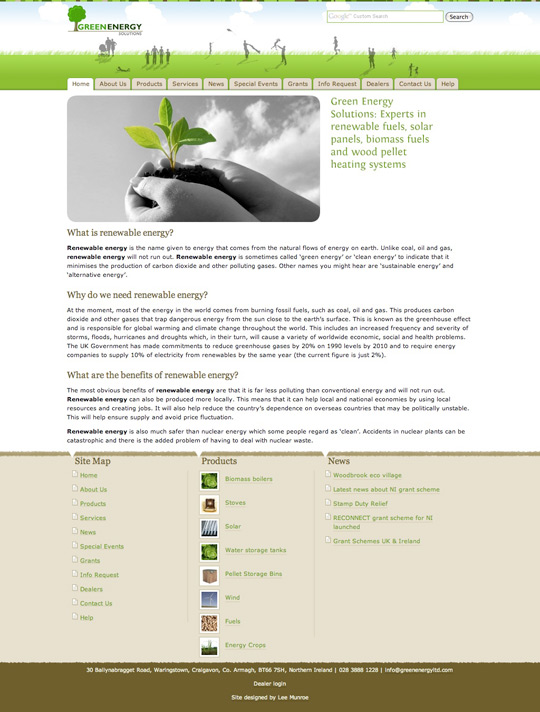 GREENENERGY
SOLUTIONS
Google™ Custom Search
Search
Home
About Us
Products
Services
News
Special Events
Grants
Info Request
Dealers
Contact Us
Help
Green Energy
Solutions: Experts in
renewable fuels, solar
panels, biomass fuels
and wood pellet
heating systems
What is renewable energy?
Renewable energy is the name given to energy that comes from the natural flows of energy on earth. Unlike coal, oil and gas,
renewable energy will not run out. Renewable energy is sometimes called 'green energy' or 'clean energy' to indicate that it
minimises the production of carbon dioxide and other polluting gases. Other names you might hear are 'sustainable energy' and
'alternative energy'.
Why do we need renewable energy?
At the moment, most of the energy in the world comes from burning fossil fuels, such as coal, oil and gas. This produces carbon
dioxide and other gases that trap dangerous energy from the sun close to the earth's surface. This is known as the greenhouse effect
and is responsible for global warming and climate change throughout the world. This includes an increased frequency and severity of
storms, floods, hurricanes and droughts which, in their turn, will cause a variety of worldwide economic, social and health problems.
The UK Government has made commitments to reduce greenhouse gases by 20% on 1990 levels by 2010 and to require energy
companies to supply 10% of electricity from renewables by the same year (the current figure is just 2%).
What are the benefits of renewable energy?
The most obvious benefits of renewable energy are that it is far less polluting than conventional energy and will not run out.
Renewable energy can also be produced more locally. This means that it can help local and national economies by using local
resources and creating jobs. It will also help reduce the country's dependence on overseas countries that may be politically unstable.
This will help ensure supply and avoid price fluctuation.
Renewable energy is also much safer than nuclear energy which some people regard as 'clean'. Accidents in nuclear plants can be
catastrophic and there is the added problem of having to deal with nuclear waste.
Site Map
Home
About Us
Products
Services
News
Special Events
Grants
Info Request
Dealers
Contact Us
Help
Products
Biomass boilers
Stoves
Solar
Water storage tanks
Pellet Storage Bins
Wind
Fuels
Energy Crops
News
Woodbrook eco village
Latest news about NI grant scheme
Stamp Duty Relief
RECONNECT grant scheme for NI
launched
Grant Schemes UK & Ireland
30 Ballynabragget Road, Waringstown, Craigavon, Co. Armagh, BT66 7SH, Northern Ireland | 028 3888 1228 | info@greenenergyltd.com
Dealer login
Site designed by Lee Munroe